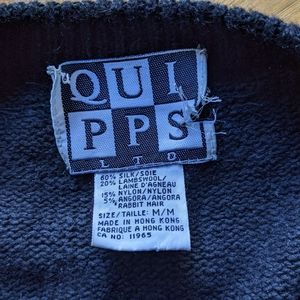 QUI
PPS
LTD
60% SILK/SOIE
20% LAMBSWOOL/
LAINE D'AGNEAU
15% NYLON/NYLON
5% ANGORA/ANGORA
RABBIT HAIR
SIZE/TAILLE: M/M
MADE IN HONG KONG
FABRIQUE A HONG KONG
CA NO: 11965